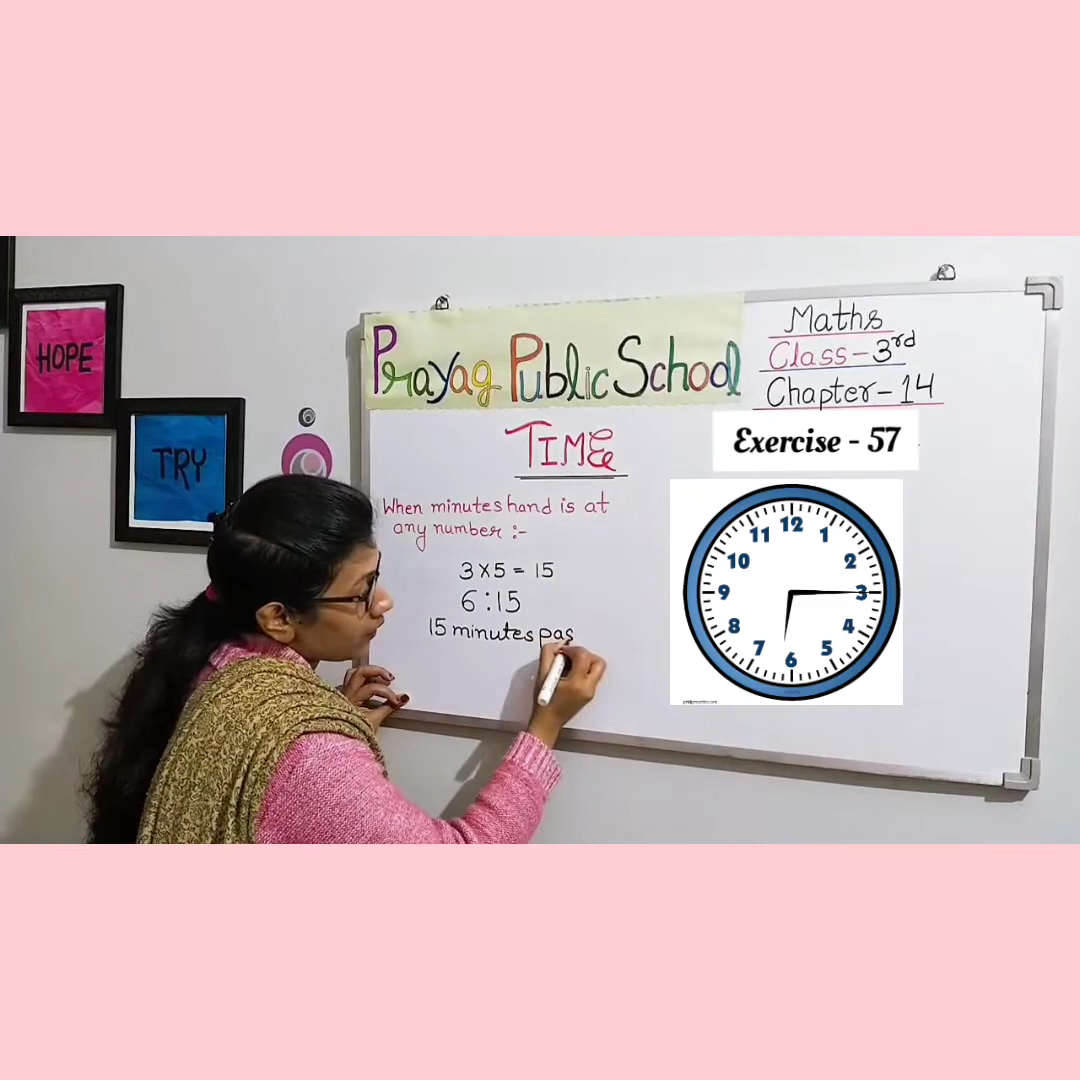 HOPE
TRY
Prayag Public School
Maths
Class-3rd
Chapter-14
Exercise - 57
TIME
When minutes hand is at
any number :-
3 X 5 = 15
6 : 15
15 minutes pas
12
1
2
3
4
5
6
7
8
9
10
11